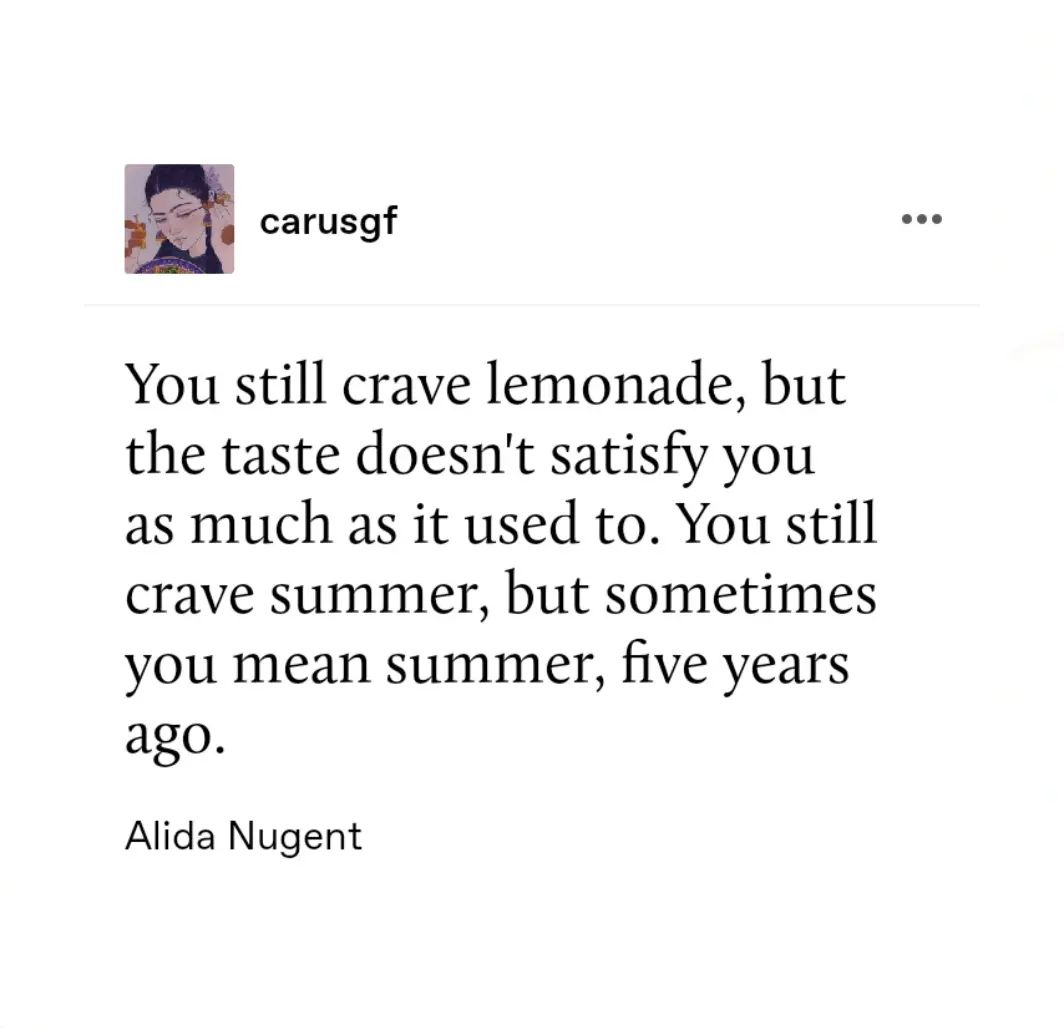 carusgf
You still crave lemonade, but
the taste doesn't satisfy you
as much as it used to. You still
crave summer, but sometimes
you mean summer, five years
ago.
Alida Nugent